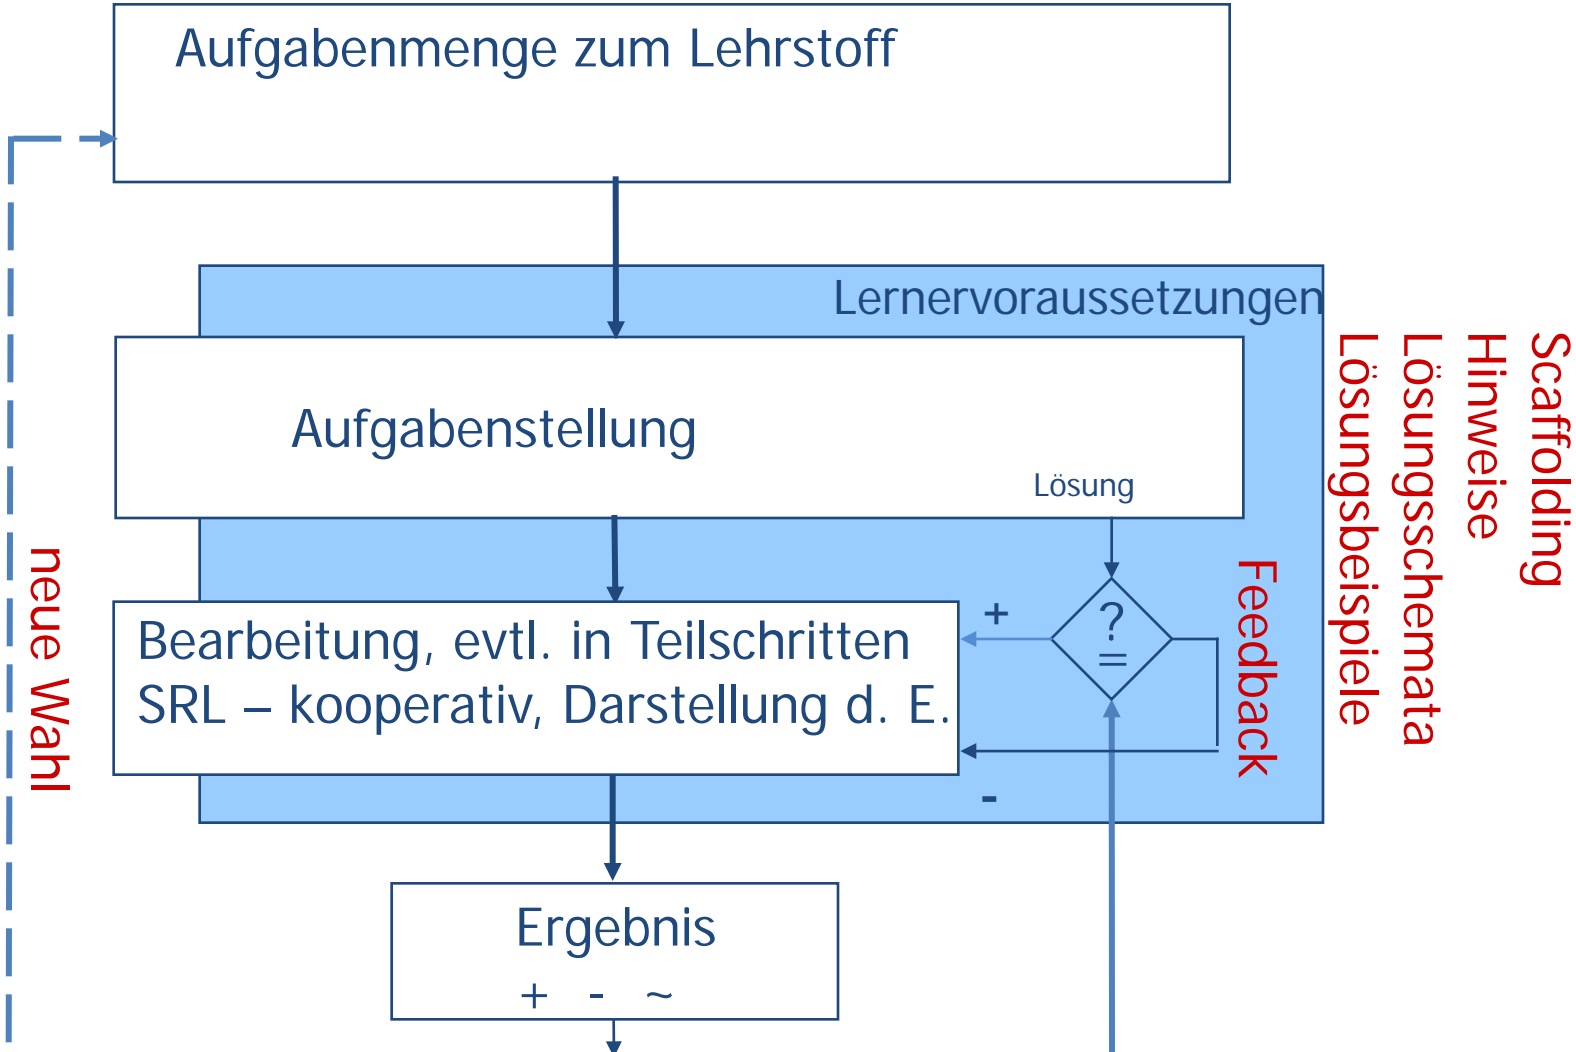 Aufgabenmenge zum Lehrstoff
Lernervoraussetzungen
Aufgabenstellung
Lösung
Bearbeitung, evtl. in Teilschritten
SRL – kooperativ, Darstellung d. E.
+
?
=
-
Feedback
Ergebnis
+ - ~
neue Wahl
Scaffolding
Hinweise
Lösungsschemata
Lösungsbeispiele